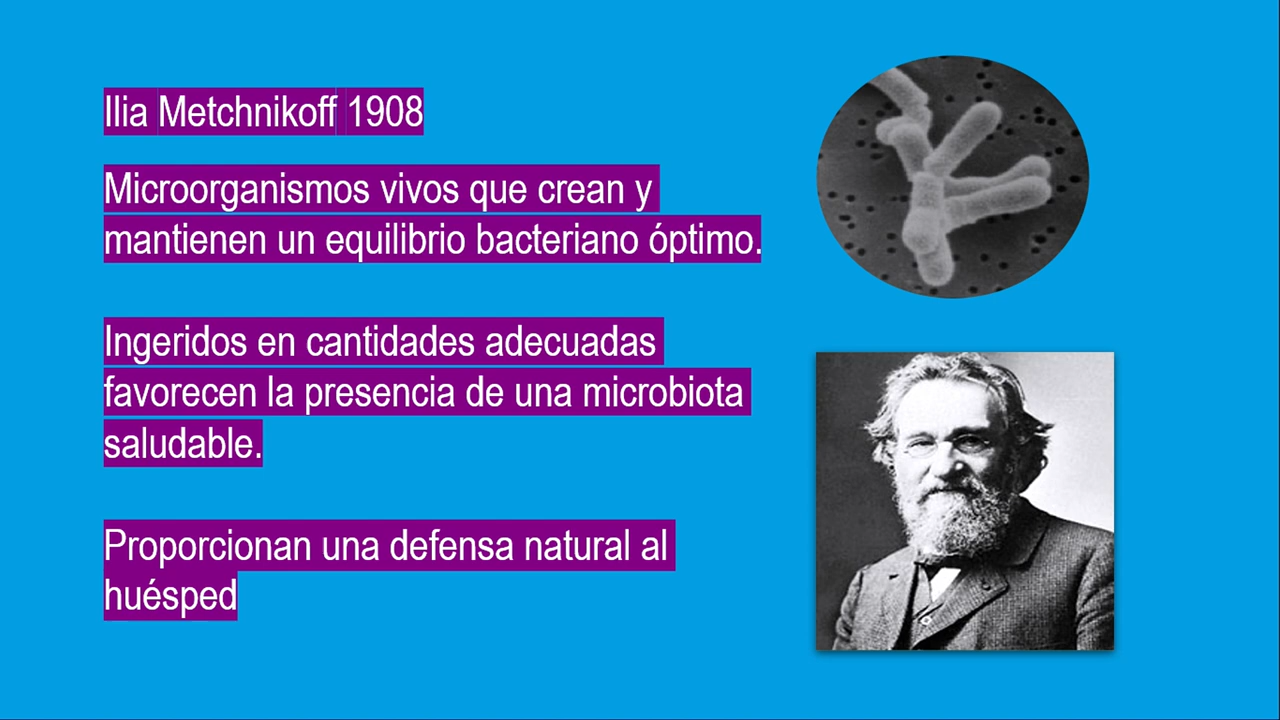 Ilia Metchnikoff 1908
Microorganismos vivos que crean y
mantienen un equilibrio bacteriano óptimo.
Ingeridos en cantidades adecuadas
favorecen la presencia de una microbiota
saludable.
Proporcionan una defensa natural al
huésped